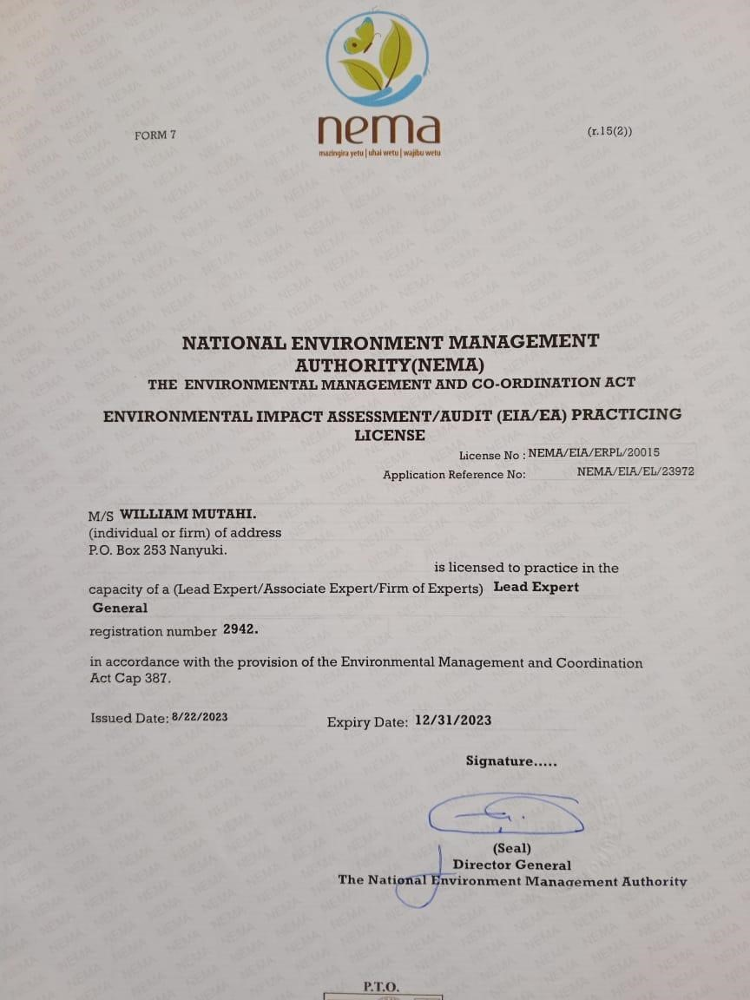 nema
mazingira yetu | uhai wetu | wajibu wetu
FORM 7
(r.15(2))
NATIONAL ENVIRONMENT MANAGEMENT
AUTHORITY(NEMA)
THE ENVIRONMENTAL MANAGEMENT AND CO-ORDINATION ACT
ENVIRONMENTAL IMPACT ASSESSMENT/AUDIT (EIA/EA) PRACTICING
LICENSE
License No : NEMA/EIA/ERPL/20015
Application Reference No: NEMA/EIA/EL/23972
M/S WILLIAM MUTAHI.
(individual or firm) of address
P.O. Box 253 Nanyuki.
is licensed to practice in the
capacity of a (Lead Expert/Associate Expert/Firm of Experts) Lead Expert
General
registration number 2942.
in accordance with the provision of the Environmental Management and Coordination
Act Cap 387.
Issued Date: 8/22/2023 Expiry Date: 12/31/2023
Signature.....
(Seal)
Director General
The National Environment Management Authority
P.T.O.